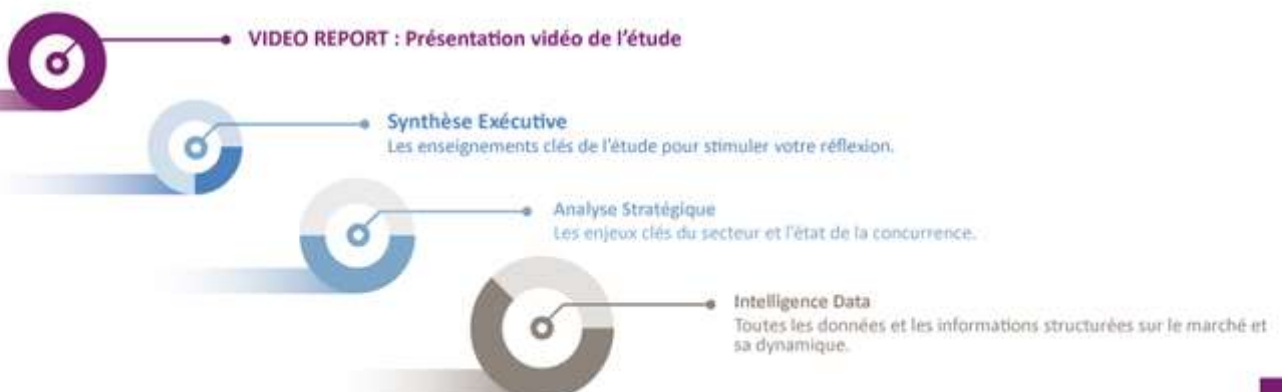 VIDEO REPORT : Présentation vidéo de l'étude
Synthèse Exécutive
Les enseignements clés de l'étude pour stimuler votre réflexion.
Analyse Stratégique
Les enjeux clés du secteur et l'état de la concurrence.
Intelligence Data
Toutes les données et les informations structurées sur le marché et
sa dynamique.